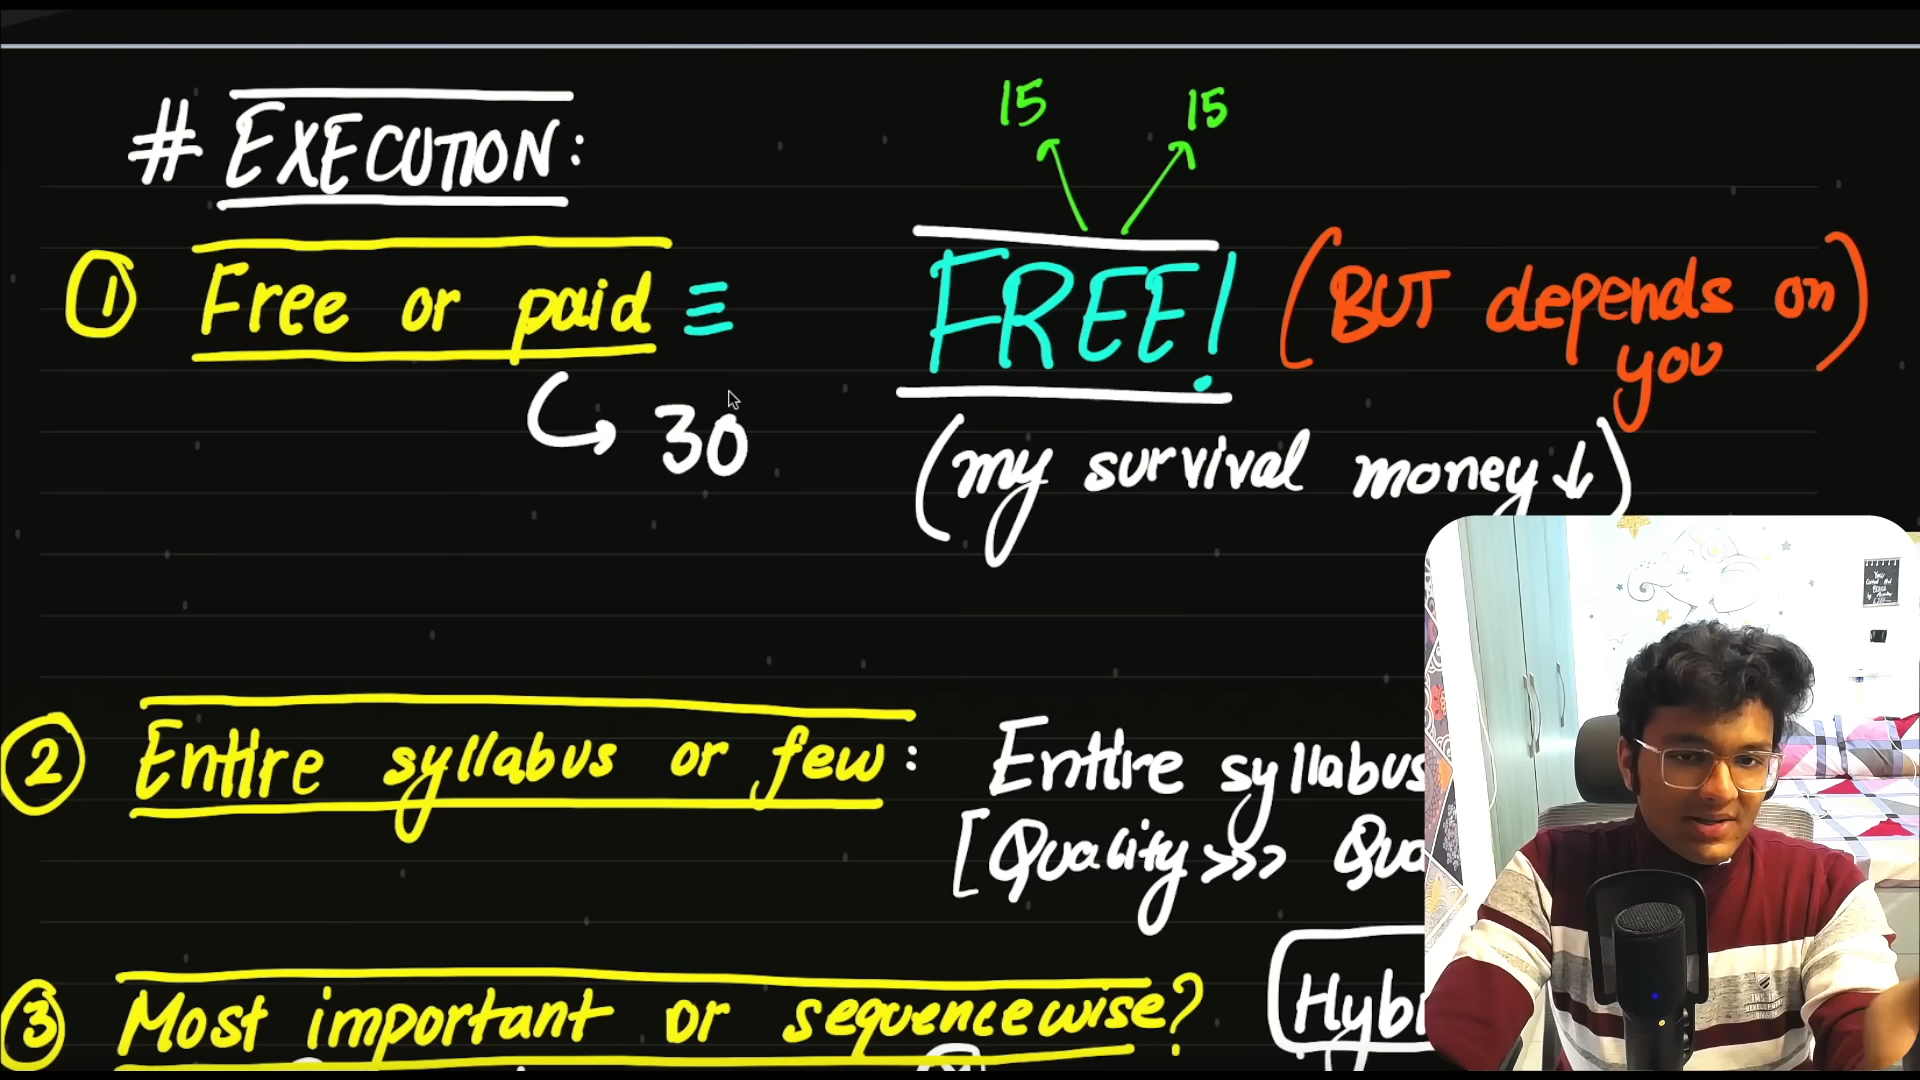 15 15
# EXECUTION:
① Free or paid ≡ FREE! (BUT depends on you)
↳ 30
(my survival money ↓)
② Entire syllabus or few: Entire syllabus
[Quality >>>
③ Most important or sequencewise?